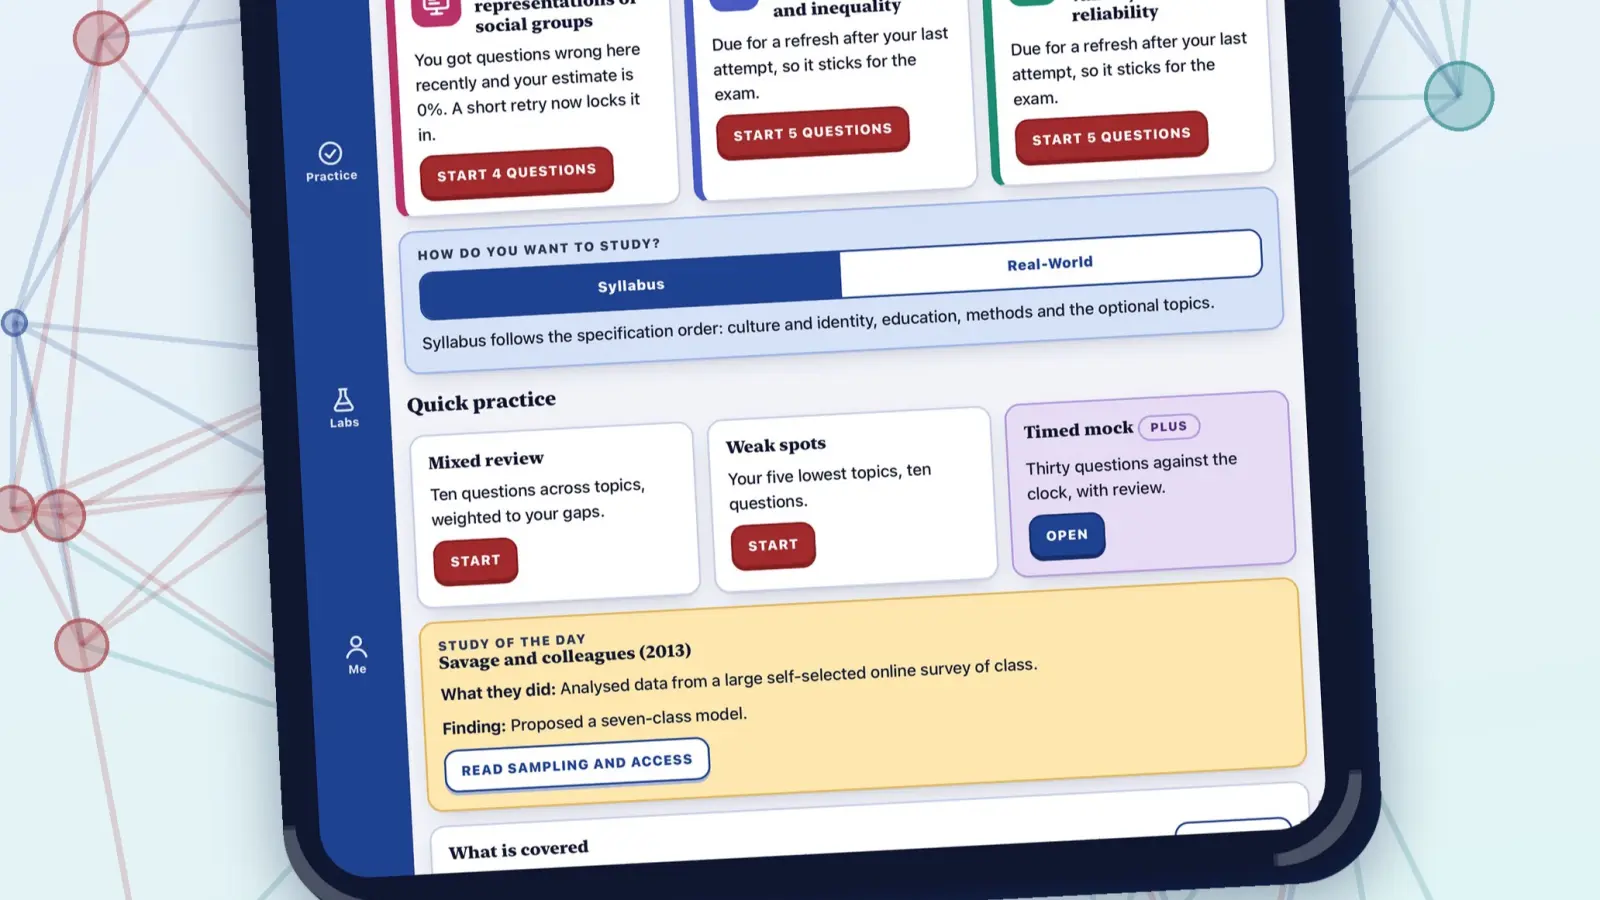 representations of
social groups
You got questions wrong here
recently and your estimate is
0%. A short retry now locks it
in.
START 4 QUESTIONS
and inequality
Due for a refresh after your last
attempt, so it sticks for the
exam.
START 5 QUESTIONS
reliability
Due for a refresh after your last
attempt, so it sticks for the
exam.
START 5 QUESTIONS
Practice
Labs
Me
HOW DO YOU WANT TO STUDY?
Syllabus
Real-World
Syllabus follows the specification order: culture and identity, education, methods and the optional topics.
Quick practice
Mixed review
Ten questions across topics,
weighted to your gaps.
START
Weak spots
Your five lowest topics, ten
questions.
START
Timed mock PLUS
Thirty questions against the
clock, with review.
OPEN
STUDY OF THE DAY
Savage and colleagues (2013)
What they did: Analysed data from a large self-selected online survey of class.
Finding: Proposed a seven-class model.
READ SAMPLING AND ACCESS
What is covered